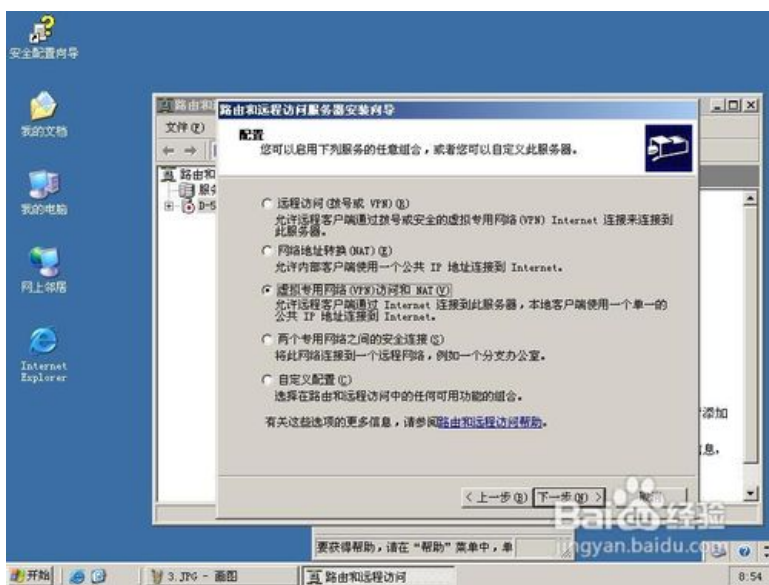 安全配置向导
我的文档
我的电脑
网上邻居
Internet
Explorer
路由和
文件(F)
路由和
服务
D-5
路由和远程访问服务器安装向导
配置
您可以启用下列服务的任意组合，或者您可以自定义此服务器。
远程访问(拨号或 VPN)(R)
允许远程客户端通过拨号或安全的虚拟专用网络(VPN) Internet 连接来连接到
此服务器。
网络地址转换(NAT)(E)
允许内部客户端使用一个公共 IP 地址连接到 Internet。
虚拟专用网络(VPN)访问和 NAT(V)
允许远程客户端通过 Internet 连接到此服务器，本地客户端使用一个单一的
公共 IP 地址连接到 Internet。
两个专用网络之间的安全连接(S)
将此网络连接到一个远程网络，例如一个分支办公室。
自定义配置(C)
选择在路由和远程访问中的任何可用功能的组合。
有关这些选项的更多信息，请参阅路由和远程访问帮助。
添加
息，
< 上一步(B)
下一步(N) >
取消
要获得帮助，请在“帮助”菜单中，单
Baidu经验
jingyan.baidu.com
开始
3.JPG - 画图
路由和远程访问
8:54